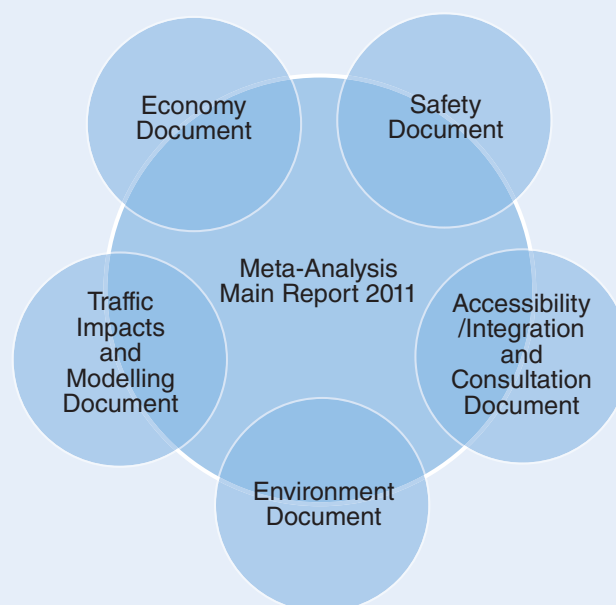 Economy
Document
Safety
Document
Meta-Analysis
Main Report 2011
Traffic
Impacts
and
Modelling
Document
Accessibility
/Integration
and
Consultation
Document
Environment
Document